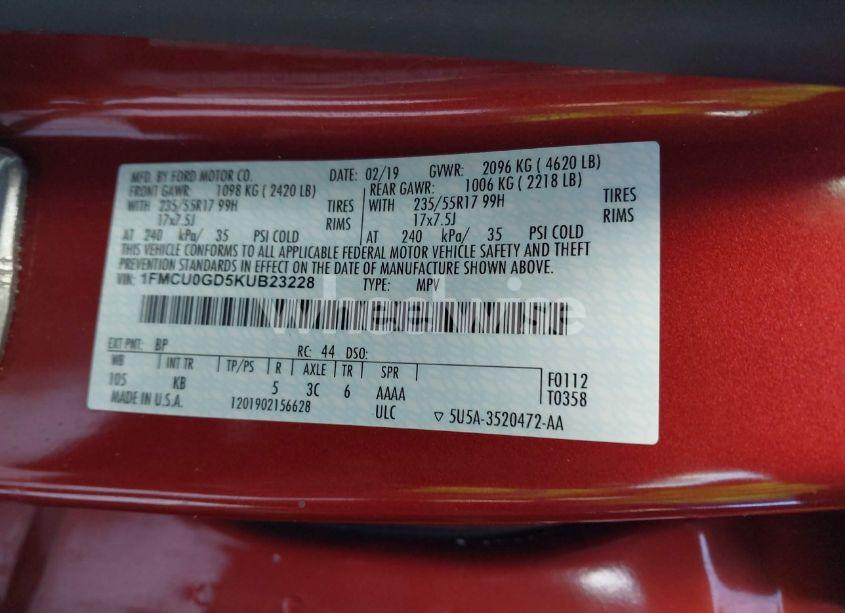 MFD. BY FORD MOTOR CO. DATE: 02/19 GVWR: 2096 KG ( 4620 LB)
FRONT GAWR: 1098 KG ( 2420 LB) REAR GAWR: 1006 KG ( 2218 LB)
WITH 235/55R17 99H TIRES WITH 235/55R17 99H TIRES
17x7.5J RIMS 17x7.5J RIMS
AT 240 kPa/ 35 PSI COLD AT 240 kPa/ 35 PSI COLD
THIS VEHICLE CONFORMS TO ALL APPLICABLE FEDERAL MOTOR VEHICLE SAFETY AND THEFT
PREVENTION STANDARDS IN EFFECT ON THE DATE OF MANUFACTURE SHOWN ABOVE.
VIN: 1FMCU0GD5KUB23228 TYPE: MPV
Wheelwise
EXT PNT: BP RC: 44 DSO:
WB INT TR TP/PS R AXLE TR SPR
105 KB 5 3C 6 AAAA F0112
MADE IN U.S.A. 1201902156628 ULC ▽ 5U5A-3520472-AA T0358